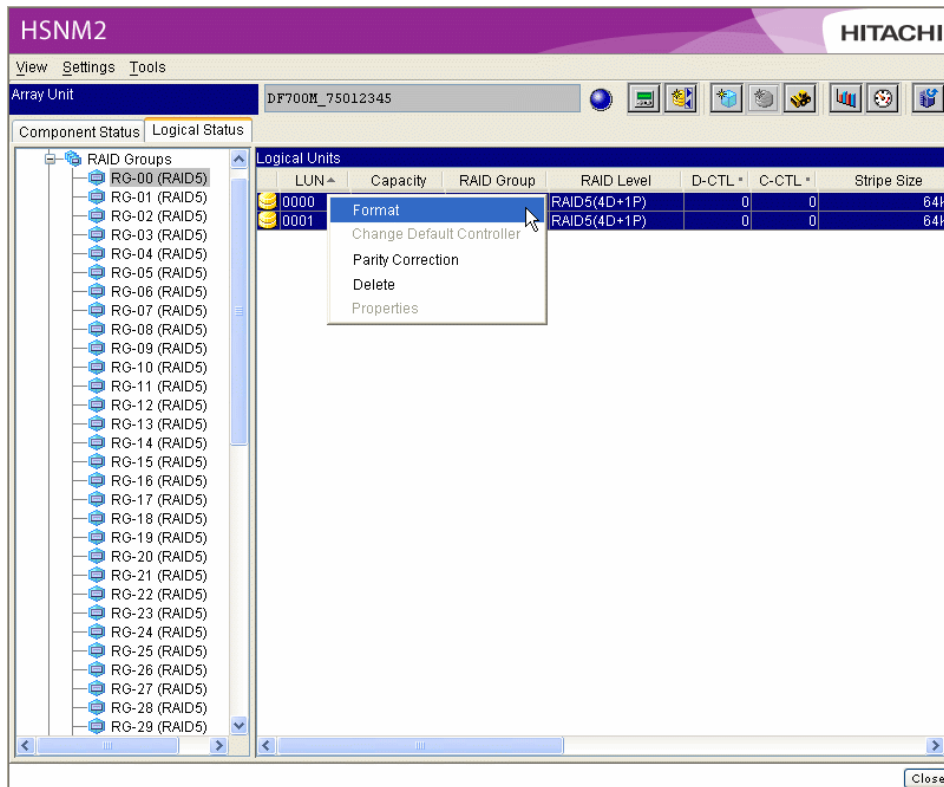 HSNM2
HITACHI
View Settings Tools
Array Unit
DF700M_75012345
Component Status Logical Status
RAID Groups
RG-00 (RAID5)
RG-01 (RAID5)
RG-02 (RAID5)
RG-03 (RAID5)
RG-04 (RAID5)
RG-05 (RAID5)
RG-06 (RAID5)
RG-07 (RAID5)
RG-08 (RAID5)
RG-09 (RAID5)
RG-10 (RAID5)
RG-11 (RAID5)
RG-12 (RAID5)
RG-13 (RAID5)
RG-14 (RAID5)
RG-15 (RAID5)
RG-16 (RAID5)
RG-17 (RAID5)
RG-18 (RAID5)
RG-19 (RAID5)
RG-20 (RAID5)
RG-21 (RAID5)
RG-22 (RAID5)
RG-23 (RAID5)
RG-24 (RAID5)
RG-25 (RAID5)
RG-26 (RAID5)
RG-27 (RAID5)
RG-28 (RAID5)
RG-29 (RAID5)
Logical Units
LUN Capacity RAID Group RAID Level D-CTL * C-CTL * Stripe Size
0000 RAID5(4D+1P) 0 0 64k
0001 RAID5(4D+1P) 0 0 64k
Format
Change Default Controller
Parity Correction
Delete
Properties
Close